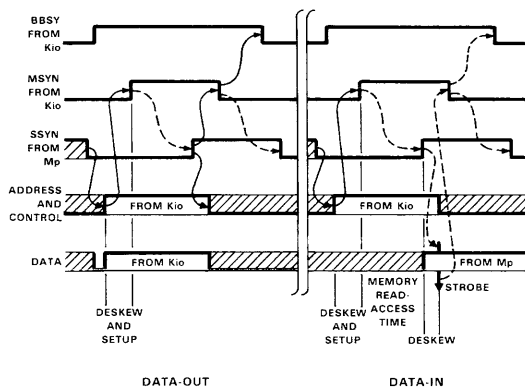 BBSY
FROM
Kio
MSYN
FROM
Kio
SSYN
FROM
Mp
ADDRESS
AND
CONTROL
FROM Kio
FROM Kio
DATA
FROM Kio
FROM Mp
DESKEW
AND
SETUP
DESKEW
AND
SETUP
MEMORY
READ-
ACCESS
TIME
DESKEW
STROBE
DATA-OUT
DATA-IN